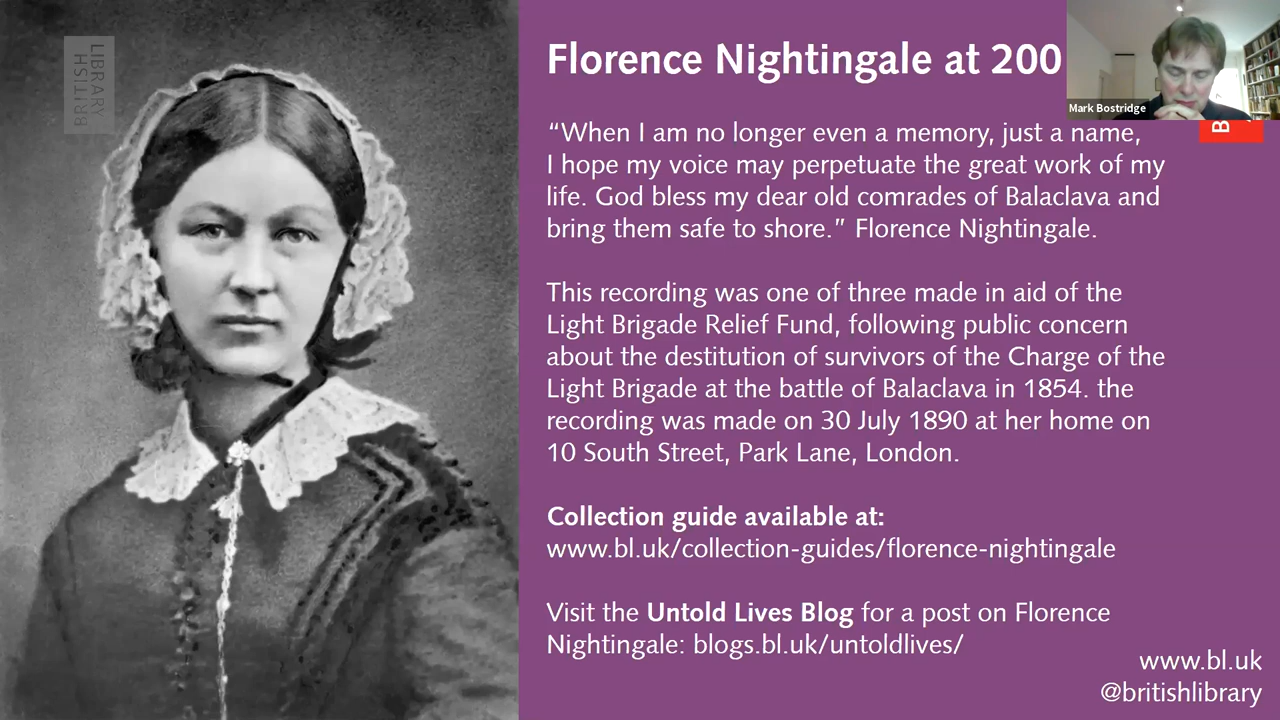 BRITISH
LIBRARY
Florence Nightingale at 200
Mark Bostridge
B
“When I am no longer even a memory, just a name,
I hope my voice may perpetuate the great work of my
life. God bless my dear old comrades of Balaclava and
bring them safe to shore.” Florence Nightingale.
This recording was one of three made in aid of the
Light Brigade Relief Fund, following public concern
about the destitution of survivors of the Charge of the
Light Brigade at the battle of Balaclava in 1854. the
recording was made on 30 July 1890 at her home on
10 South Street, Park Lane, London.
Collection guide available at:
www.bl.uk/collection-guides/florence-nightingale
Visit the Untold Lives Blog for a post on Florence
Nightingale: blogs.bl.uk/untoldlives/
www.bl.uk
@britishlibrary